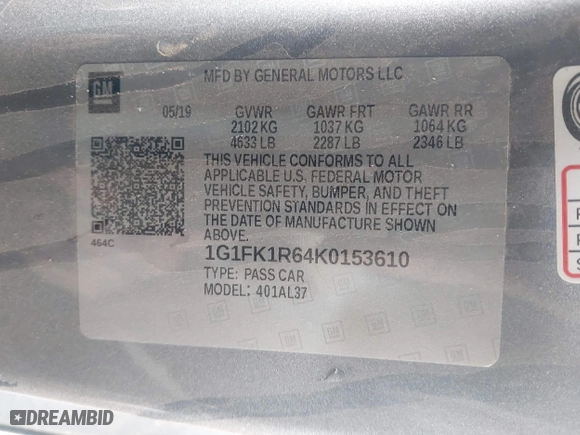 GM
MFD BY GENERAL MOTORS LLC
05/19 GVWR GAWR FRT GAWR RR
2102 KG 1037 KG 1064 KG
4633 LB 2287 LB 2346 LB
THIS VEHICLE CONFORMS TO ALL
APPLICABLE U.S. FEDERAL MOTOR
VEHICLE SAFETY, BUMPER, AND THEFT
PREVENTION STANDARDS IN EFFECT ON
THE DATE OF MANUFACTURE SHOWN
ABOVE.
464C
1G1FK1R64K0153610
TYPE: PASS CAR
MODEL: 401AL37
DREAMBID